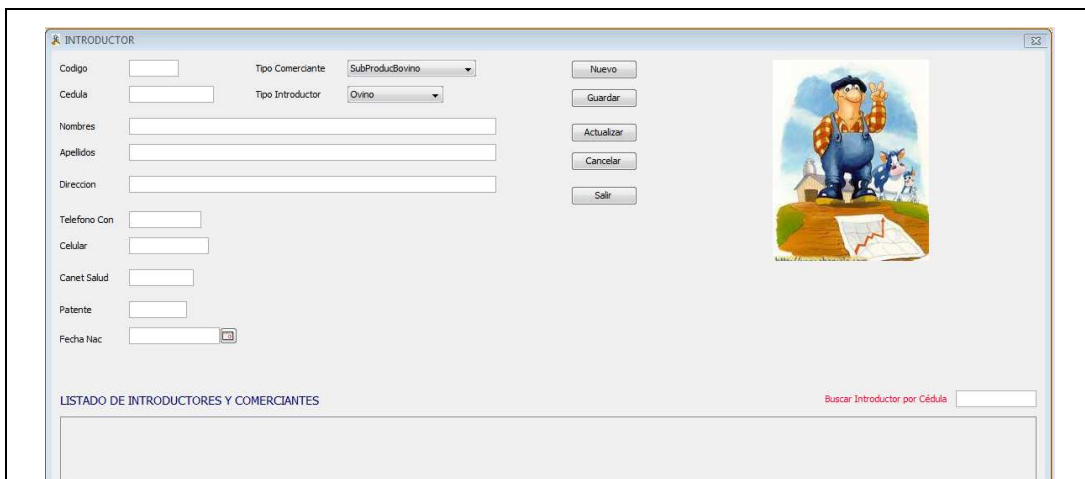 INTRODUCTOR
Codigo
Tipo Comerciante
SubProducBovino
Nuevo
Cedula
Tipo Introductor
Ovino
Guardar
Nombres
Actualizar
Apellidos
Cancelar
Direccion
Salir
Telefono Con
Celular
Canet Salud
Patente
Fecha Nac
LISTADO DE INTRODUCTORES Y COMERCIANTES
Buscar Introductor por Cédula